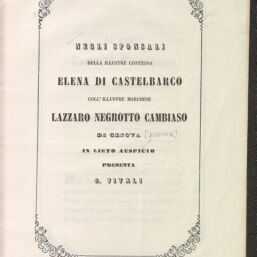 NEGLI SPONSALI
DELLA ILLUSTRE CONTESSA
ELENA DI CASTELBARCO
COLL'ILLUSTRE MARCHESE
LAZZARO NEGROTTO CAMBIASO
DI GENOVA
IN LIETO AUSPICIO
PRESENTA
G. VITALI